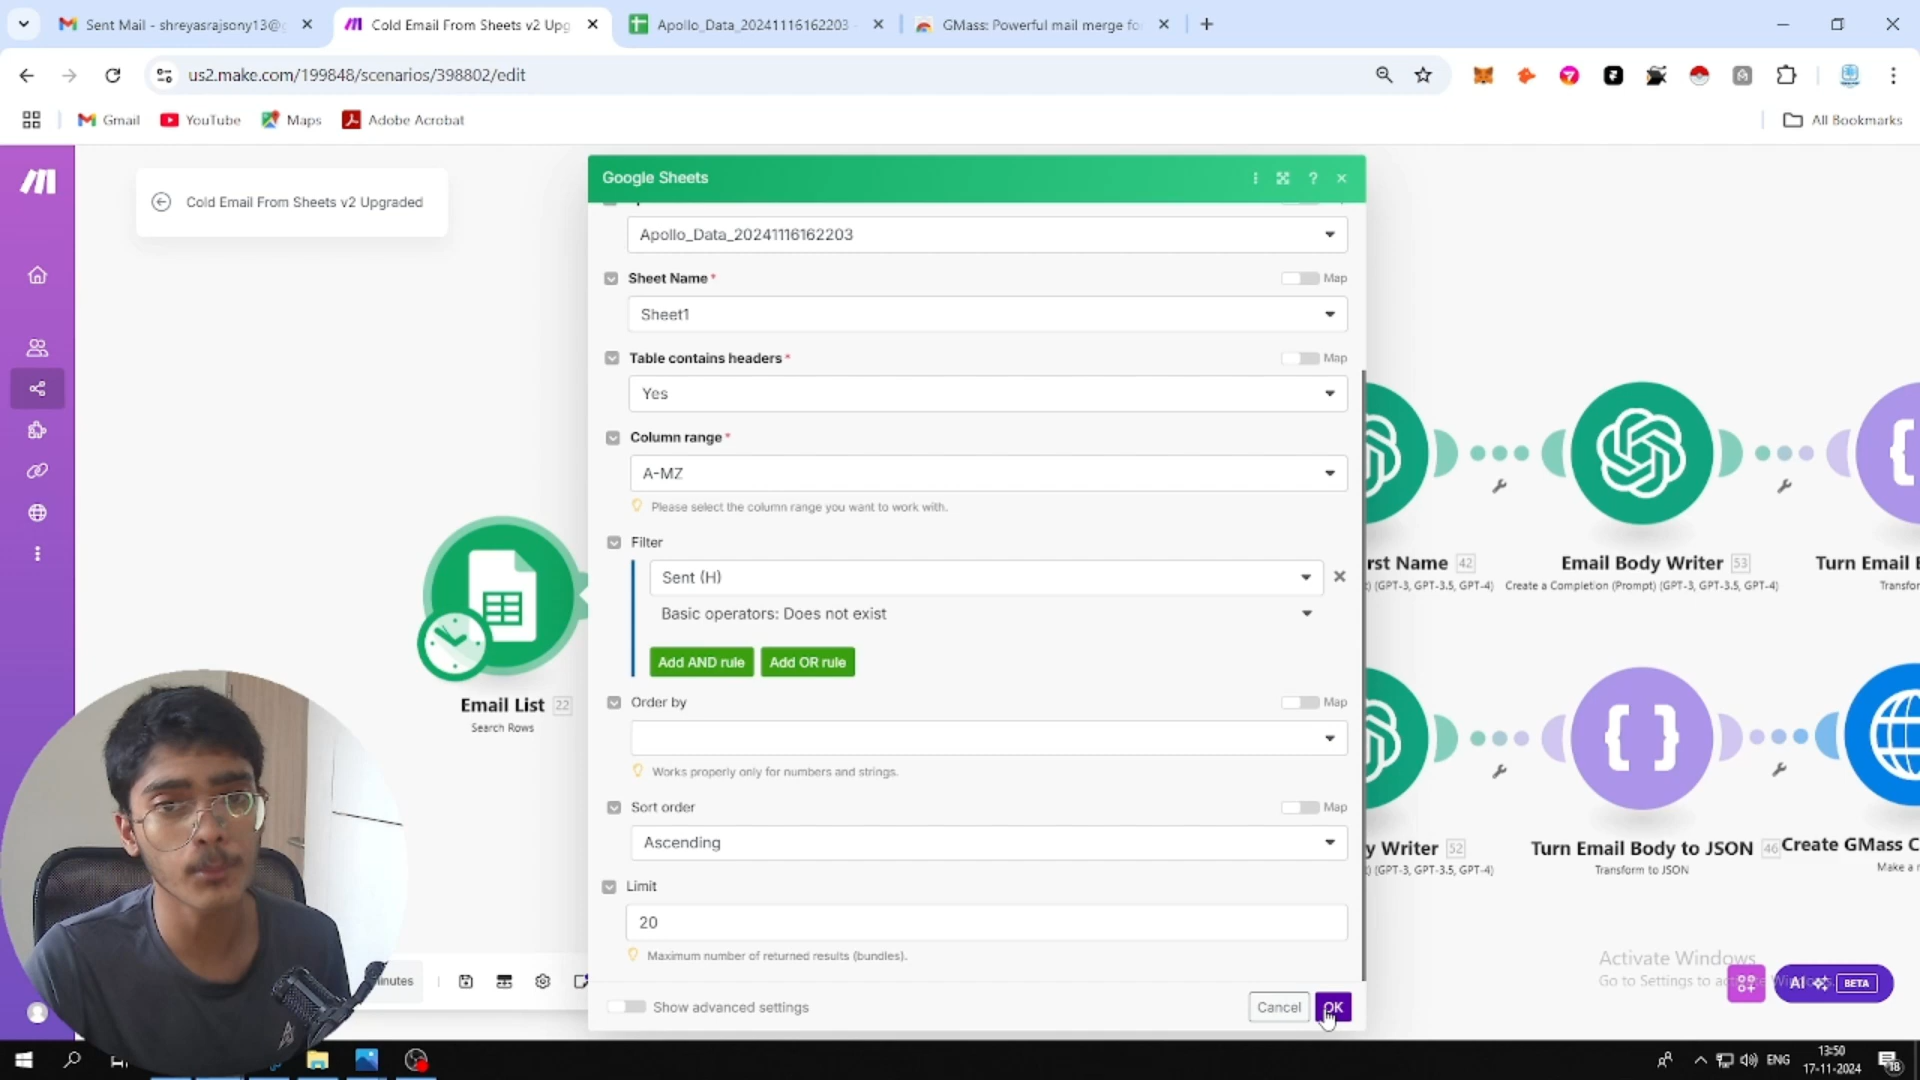 Sent Mail - shreyasrajsony13@g
Cold Email From Sheets v2 Upg
Apollo_Data_20241116162203 -
GMass: Powerful mail merge for
us2.make.com/199848/scenarios/398802/edit
Gmail
YouTube
Maps
Adobe Acrobat
All Bookmarks
Cold Email From Sheets v2 Upgraded
Google Sheets
Apollo_Data_20241116162203
Map
Sheet Name *
Map
Sheet1
Table contains headers *
Map
Yes
Column range *
A-MZ
Please select the column range you want to work with.
Filter
Sent (H)
Basic operators: Does not exist
Add AND rule
Add OR rule
Order by
Map
Works properly only for numbers and strings.
Sort order
Map
Ascending
Limit
20
Maximum number of returned results (bundles).
Show advanced settings
Cancel
OK
Email List 22
Search Rows
rst Name 42
(GPT-3, GPT-3.5, GPT-4)
Email Body Writer 53
Create a Completion (Prompt) (GPT-3, GPT-3.5, GPT-4)
Turn Email
Transfor
y Writer 52
(GPT-3, GPT-3.5, GPT-4)
Turn Email Body to JSON 46
Transform to JSON
Create GMass C
Make a r
inutes
Activate Windows
Go to Settings to
AI
BETA
ENG
13:50
17-11-2024
18